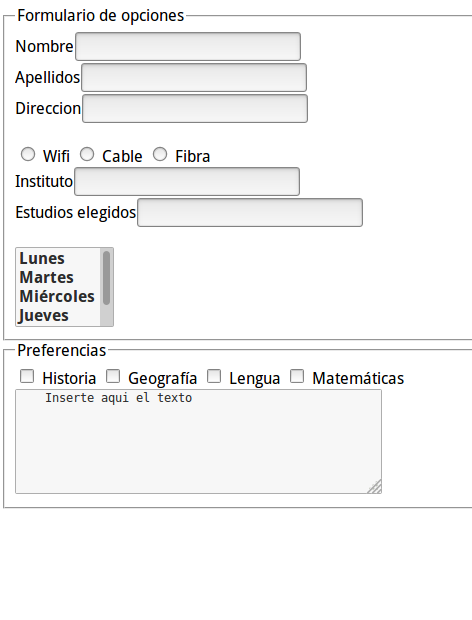 Formulario de opciones
Nombre
Apellidos
Direccion
Wifi Cable Fibra
Instituto
Estudios elegidos
Lunes
Martes
Miércoles
Jueves
Preferencias
Historia Geografía Lengua Matemáticas
Inserte aqui el texto